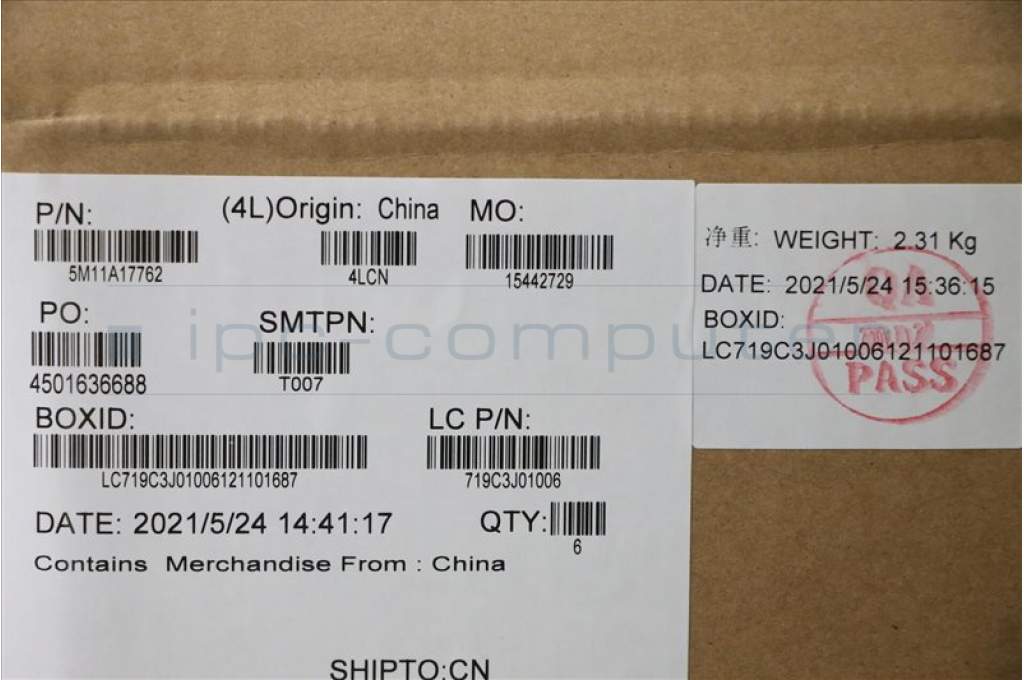 P/N:
5M11A17762
(4L)Origin: China
4LCN
MO:
15442729
PO:
4501636688
SMTPN:
T007
BOXID:
LC719C3J01006121101687
LC P/N:
719C3J01006
DATE: 2021/5/24 14:41:17
QTY:
6
Contains Merchandise From : China
SHIPTO:CN
净重: WEIGHT: 2.31 Kg
DATE: 2021/5/24 15:36:15
BOXID:
LC719C3J01006121101687
QA
PASS
ipc-computer